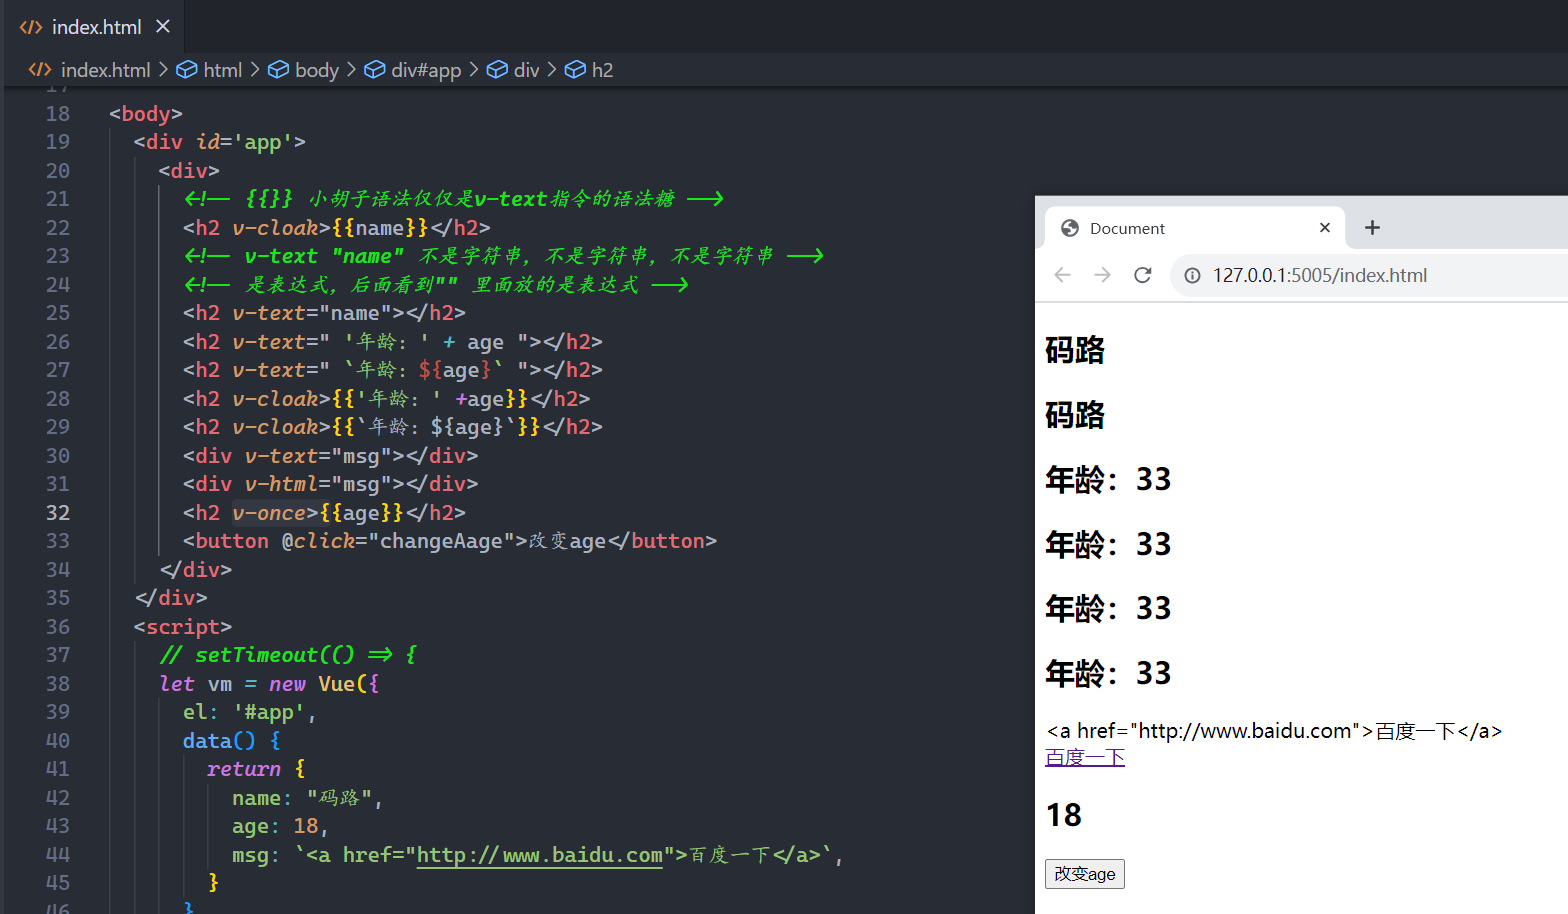 index.html
index.html > html > body > div#app > div > h2
17
18 <body>
19 <div id='app'>
20 <div>
21 <!-- {{}} 小胡子语法仅仅是v-text指令的语法糖 -->
22 <h2 v-cloak>{{name}}</h2>
23 <!-- v-text "name" 不是字符串，不是字符串，不是字符串 -->
24 <!-- 是表达式，后面看到"" 里面放的是表达式 -->
25 <h2 v-text="name"></h2>
26 <h2 v-text=" '年龄：' + age "></h2>
27 <h2 v-text=" `年龄：${age}` "></h2>
28 <h2 v-cloak>{{'年龄：' +age}}</h2>
29 <h2 v-cloak>{{`年龄：${age}`}}</h2>
30 <div v-text="msg"></div>
31 <div v-html="msg"></div>
32 <h2 v-once>{{age}}</h2>
33 <button @click="changeAage">改变age</button>
34 </div>
35 </div>
36 <script>
37 // setTimeout(() => {
38 let vm = new Vue({
39 el: '#app',
40 data() {
41 return {
42 name: "码路",
43 age: 18,
44 msg: `<a href="http://www.baidu.com">百度一下</a>`,
45 }
46 }
Document
127.0.0.1:5005/index.html
码路
码路
年龄：33
年龄：33
年龄：33
年龄：33
<a href="http://www.baidu.com">百度一下</a>
百度一下
18
改变age